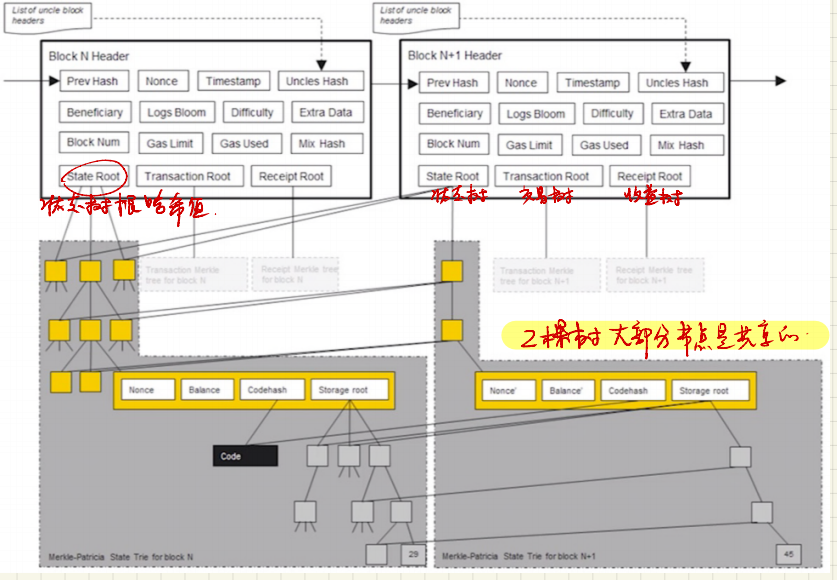 List of uncle block
headers
List of uncle block
headers
Block N Header
Prev Hash
Nonce
Timestamp
Uncles Hash
Beneficiary
Logs Bloom
Difficulty
Extra Data
Block Num
Gas Limit
Gas Used
Mix Hash
State Root
Transaction Root
Receipt Root
状态树根哈希值.
Block N+1 Header
Prev Hash
Nonce
Timestamp
Uncles Hash
Beneficiary
Logs Bloom
Difficulty
Extra Data
Block Num
Gas Limit
Gas Used
Mix Hash
State Root
Transaction Root
Receipt Root
状态树
交易树
收据树
Transaction Merkle
tree for block N
Receipt Merkle tree
for block N
Transaction Merkle
tree for block N+1
Receipt Merkle tree
for block N+1
2棵树大部分节点是共享的.
Nonce
Balance
Codehash
Storage root
Nonce'
Balance'
Codehash
Storage root
Code
29
45
Merkle-Patricia State Trie for block N
Merkle-Patricia State Trie for block N+1